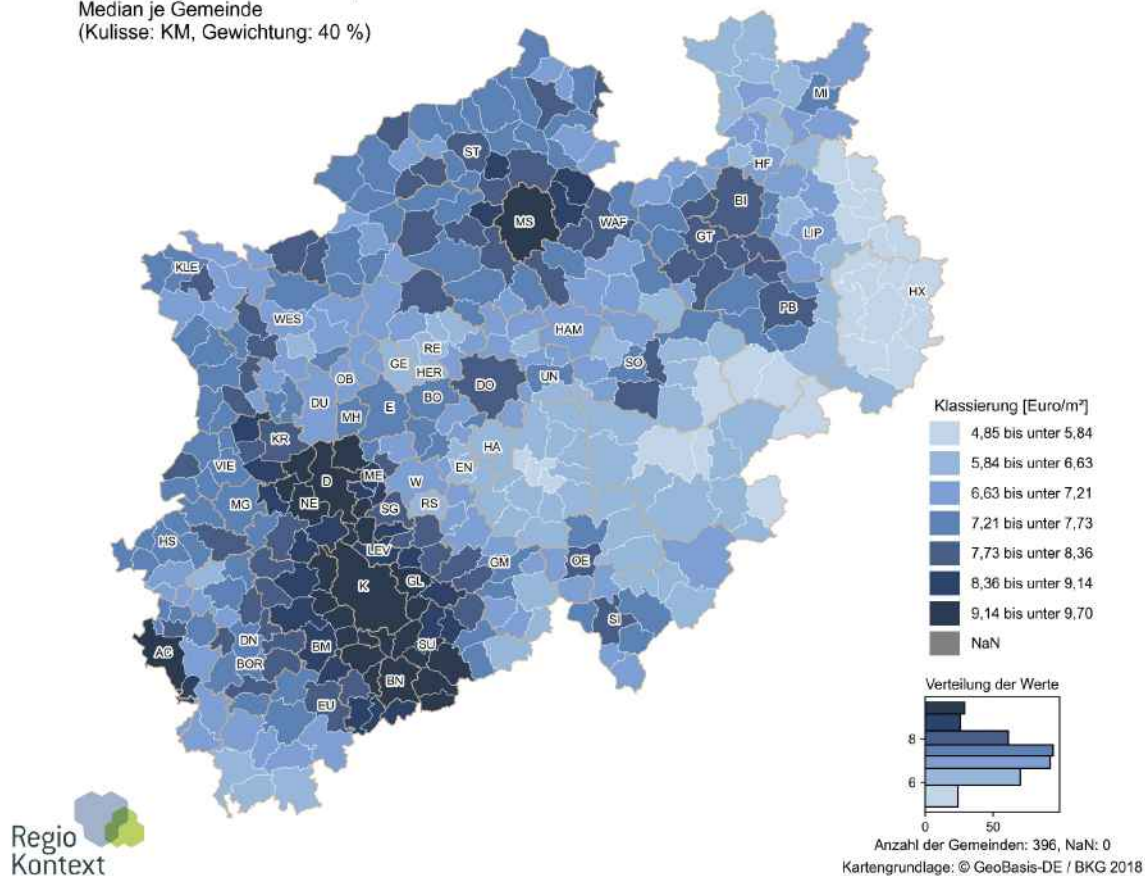 Median je Gemeinde
(Kulisse: KM, Gewichtung: 40 %)
MI
ST
HF
BI
MS
WAF
GT
LIP
KLE
HX
PB
WES
HAM
RE
GE
SO
HER
OB
UN
DO
BO
DU
E
MH
KR
HA
VIE
EN
ME
D
W
MG
NE
RS
SG
HS
LEV
GM
OE
K
GL
SI
DN
AC
BM
SU
BOR
BN
EU
Klassierung [Euro/m²]
4,85 bis unter 5,84
5,84 bis unter 6,63
6,63 bis unter 7,21
7,21 bis unter 7,73
7,73 bis unter 8,36
8,36 bis unter 9,14
9,14 bis unter 9,70
NaN
Verteilung der Werte
8
6
0 50
Anzahl der Gemeinden: 396, NaN: 0
Kartengrundlage: © GeoBasis-DE / BKG 2018
Regio
Kontext